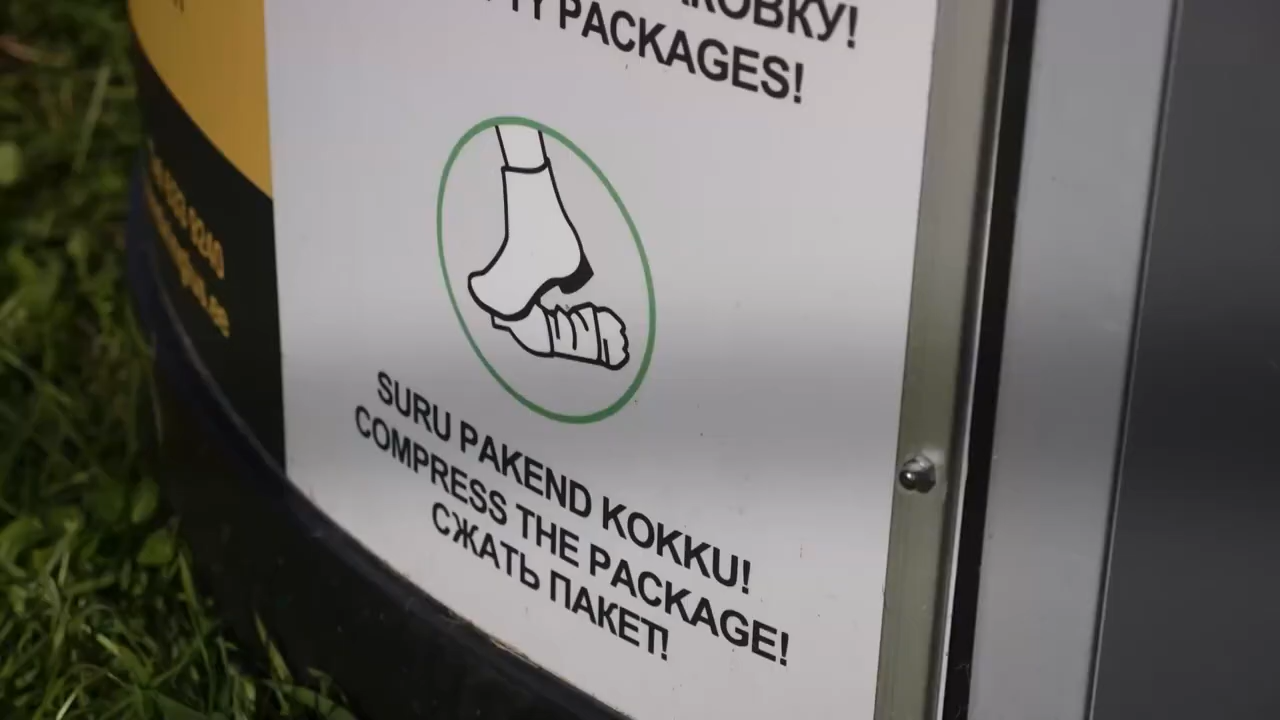 PACKAGES!
SURU PAKEND KOKKU!
COMPRESS THE PACKAGE!
СЖАТЬ ПАКЕТ!